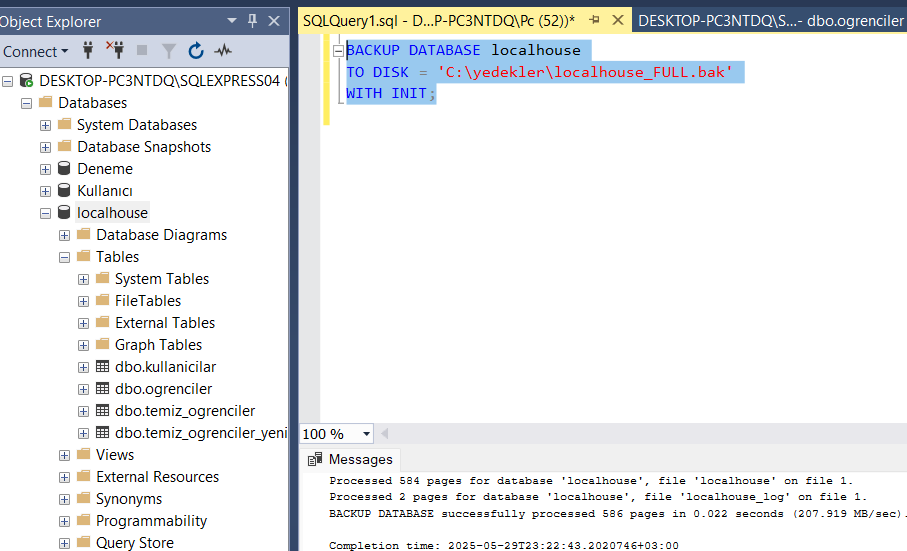 Object Explorer
Connect
DESKTOP-PC3NTDQ\SQLEXPRESS04 (
Databases
System Databases
Database Snapshots
Deneme
Kullanıcı
localhouse
Database Diagrams
Tables
System Tables
FileTables
External Tables
Graph Tables
dbo.kullanicilar
dbo.ogrenciler
dbo.temiz_ogrenciler
dbo.temiz_ogrenciler_yeni
Views
External Resources
Synonyms
Programmability
Query Store
SQLQuery1.sql - D...P-PC3NTDQ\Pc (52))*
DESKTOP-PC3NTDQ\S...- dbo.ogrenciler
BACKUP DATABASE localhouse
TO DISK = 'C:\yedekler\localhouse_FULL.bak'
WITH INIT;
100 %
Messages
Processed 584 pages for database 'localhouse', file 'localhouse' on file 1.
Processed 2 pages for database 'localhouse', file 'localhouse_log' on file 1.
BACKUP DATABASE successfully processed 586 pages in 0.022 seconds (207.919 MB/sec).
Completion time: 2025-05-29T23:22:43.2020746+03:00